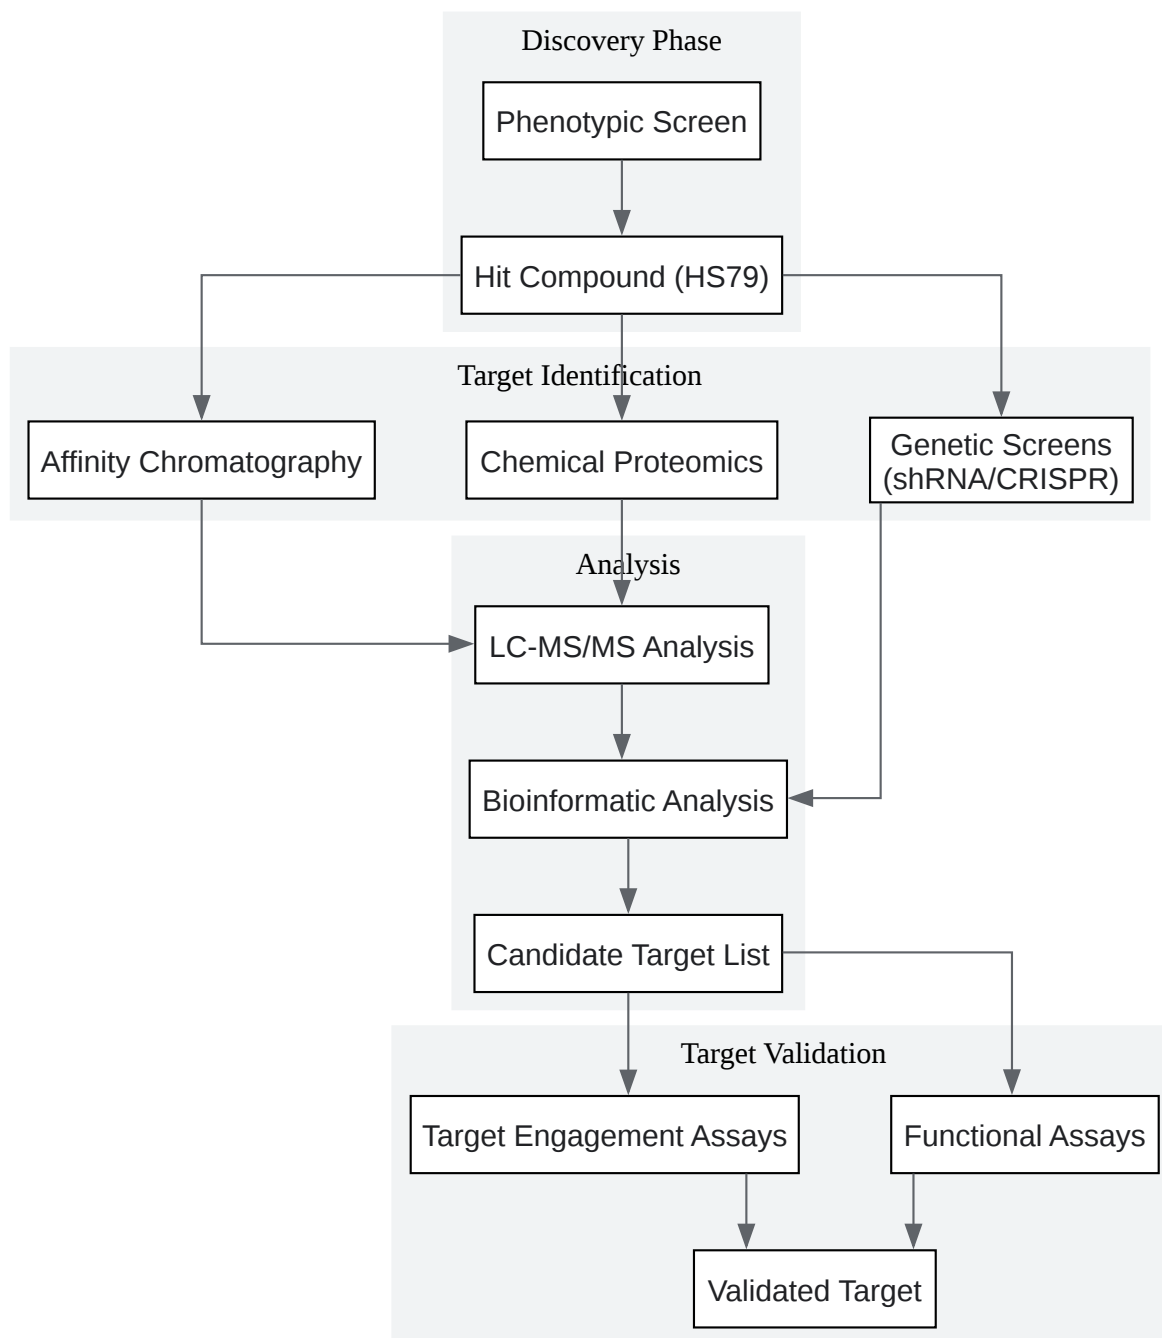 Discovery Phase
Phenotypic Screen
Hit Compound (HS79)
Target Identification
Affinity Chromatography
Chemical Proteomics
Genetic Screens
(shRNA/CRISPR)
Analysis
LC-MS/MS Analysis
Bioinformatic Analysis
Candidate Target List
Target Validation
Target Engagement Assays
Functional Assays
Validated Target